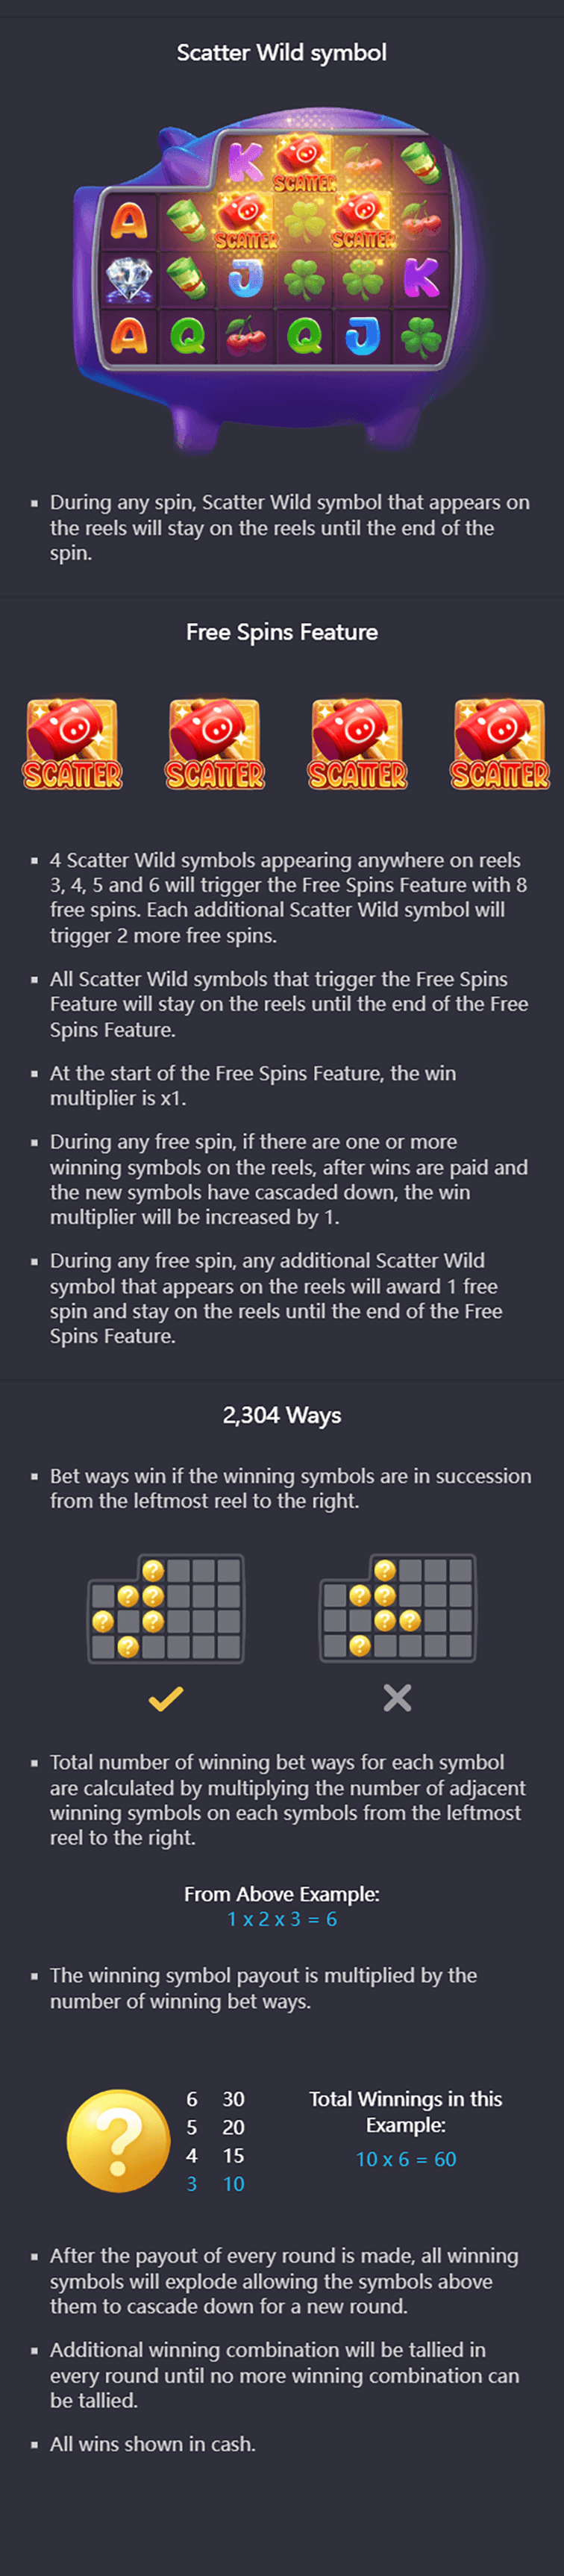 Scatter Wild symbol
K
SCATTER
A
SCATTER
SCATTER
J
K
A
Q
Q
J
▪ During any spin, Scatter Wild symbol that appears on
the reels will stay on the reels until the end of the
spin.
Free Spins Feature
SCATTER SCATTER SCATTER SCATTER
▪ 4 Scatter Wild symbols appearing anywhere on reels
3, 4, 5 and 6 will trigger the Free Spins Feature with 8
free spins. Each additional Scatter Wild symbol will
trigger 2 more free spins.
▪ All Scatter Wild symbols that trigger the Free Spins
Feature will stay on the reels until the end of the Free
Spins Feature.
▪ At the start of the Free Spins Feature, the win
multiplier is x1.
▪ During any free spin, if there are one or more
winning symbols on the reels, after wins are paid and
the new symbols have cascaded down, the win
multiplier will be increased by 1.
▪ During any free spin, any additional Scatter Wild
symbol that appears on the reels will award 1 free
spin and stay on the reels until the end of the Free
Spins Feature.
2,304 Ways
▪ Bet ways win if the winning symbols are in succession
from the leftmost reel to the right.
?
? ?
? ?
?
?
? ?
? ?
?
▪ Total number of winning bet ways for each symbol
are calculated by multiplying the number of adjacent
winning symbols on each symbols from the leftmost
reel to the right.
From Above Example:
1 x 2 x 3 = 6
▪ The winning symbol payout is multiplied by the
number of winning bet ways.
?
6 30
5 20
4 15
3 10
Total Winnings in this
Example:
10 x 6 = 60
▪ After the payout of every round is made, all winning
symbols will explode allowing the symbols above
them to cascade down for a new round.
▪ Additional winning combination will be tallied in
every round until no more winning combination can
be tallied.
▪ All wins shown in cash.